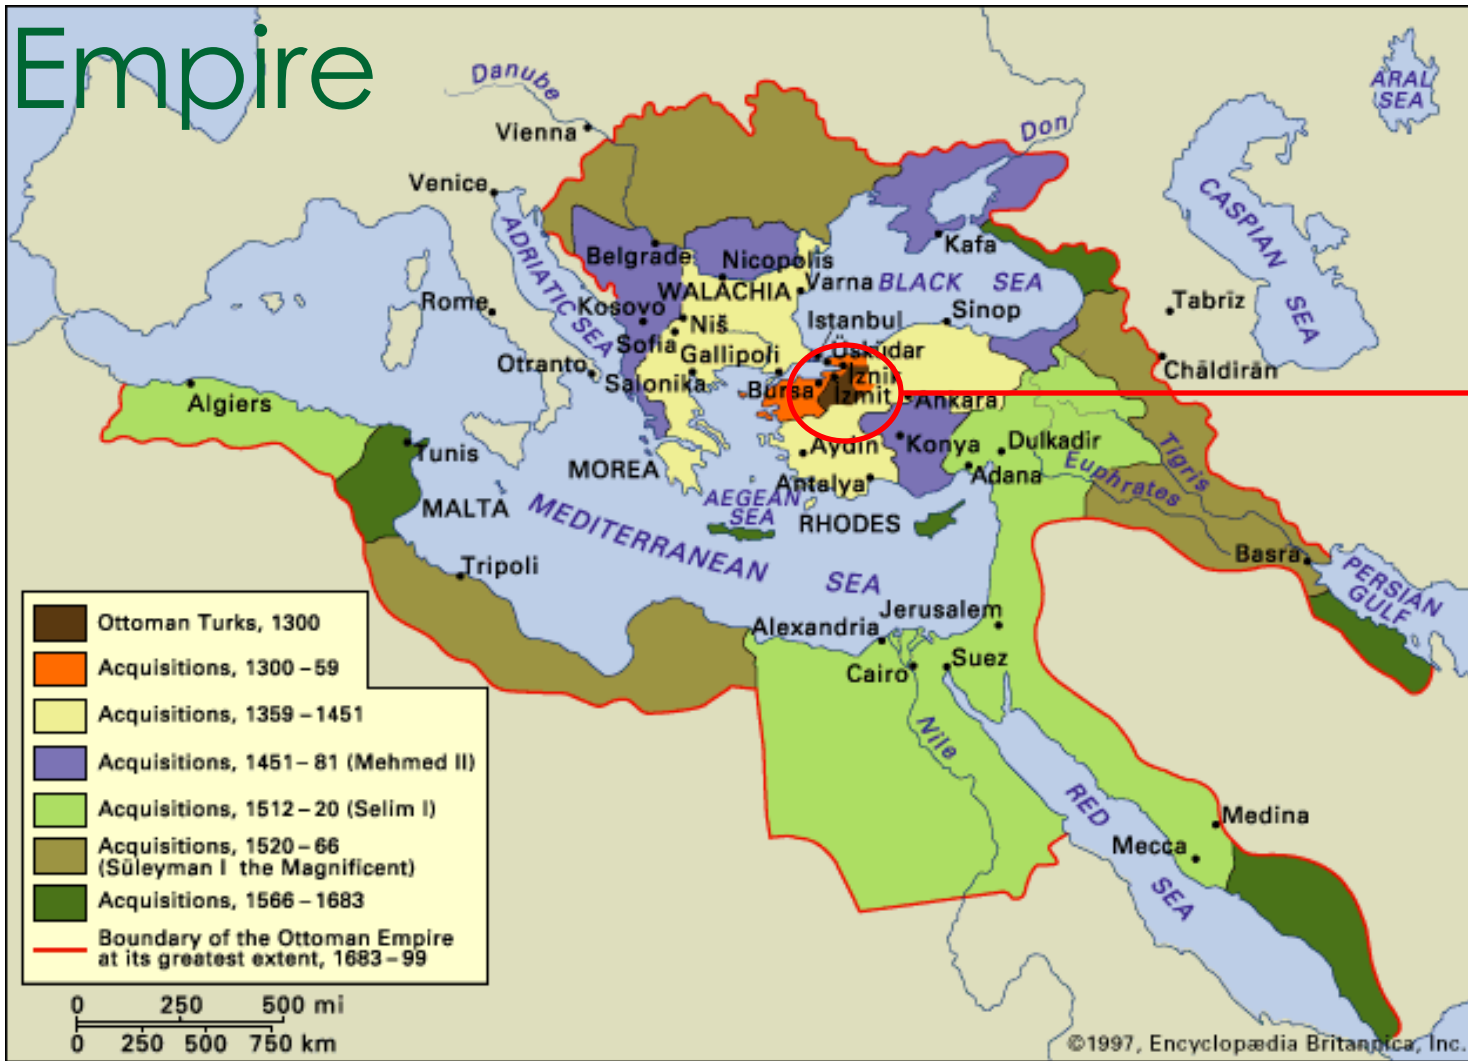 Empire
ARAL
SEA
Danube
Don
Vienna
Venice
CASPIAN
SEA
ADRIATIC SEA
Kafa
Belgrade
Nicopolis
Varna
BLACK SEA
WALACHIA
Tabrīz
Rome
Kosovo
Sinop
Niš
Istanbul
Sofia
Gallipoli
Üsküdar
Otranto
Chāldirān
Salonika
Bursa
İznik
İzmit
Ankara
Algiers
Aydin
Konya
Dulkadir
Tunis
MOREA
Antalya
Adana
Euphrates
Tigris
AEGEAN
SEA
MALTA
RHODES
MEDITERRANEAN SEA
Basra
Tripoli
PERSIAN
GULF
Jerusalem
Alexandria
Cairo
Suez
Nile
RED
SEA
Medina
Mecca
Ottoman Turks, 1300
Acquisitions, 1300–59
Acquisitions, 1359–1451
Acquisitions, 1451–81 (Mehmed II)
Acquisitions, 1512–20 (Selim I)
Acquisitions, 1520–66
(Süleyman I the Magnificent)
Acquisitions, 1566–1683
Boundary of the Ottoman Empire
at its greatest extent, 1683–99
0 250 500 mi
0 250 500 750 km
©1997, Encyclopædia Britannica, Inc.